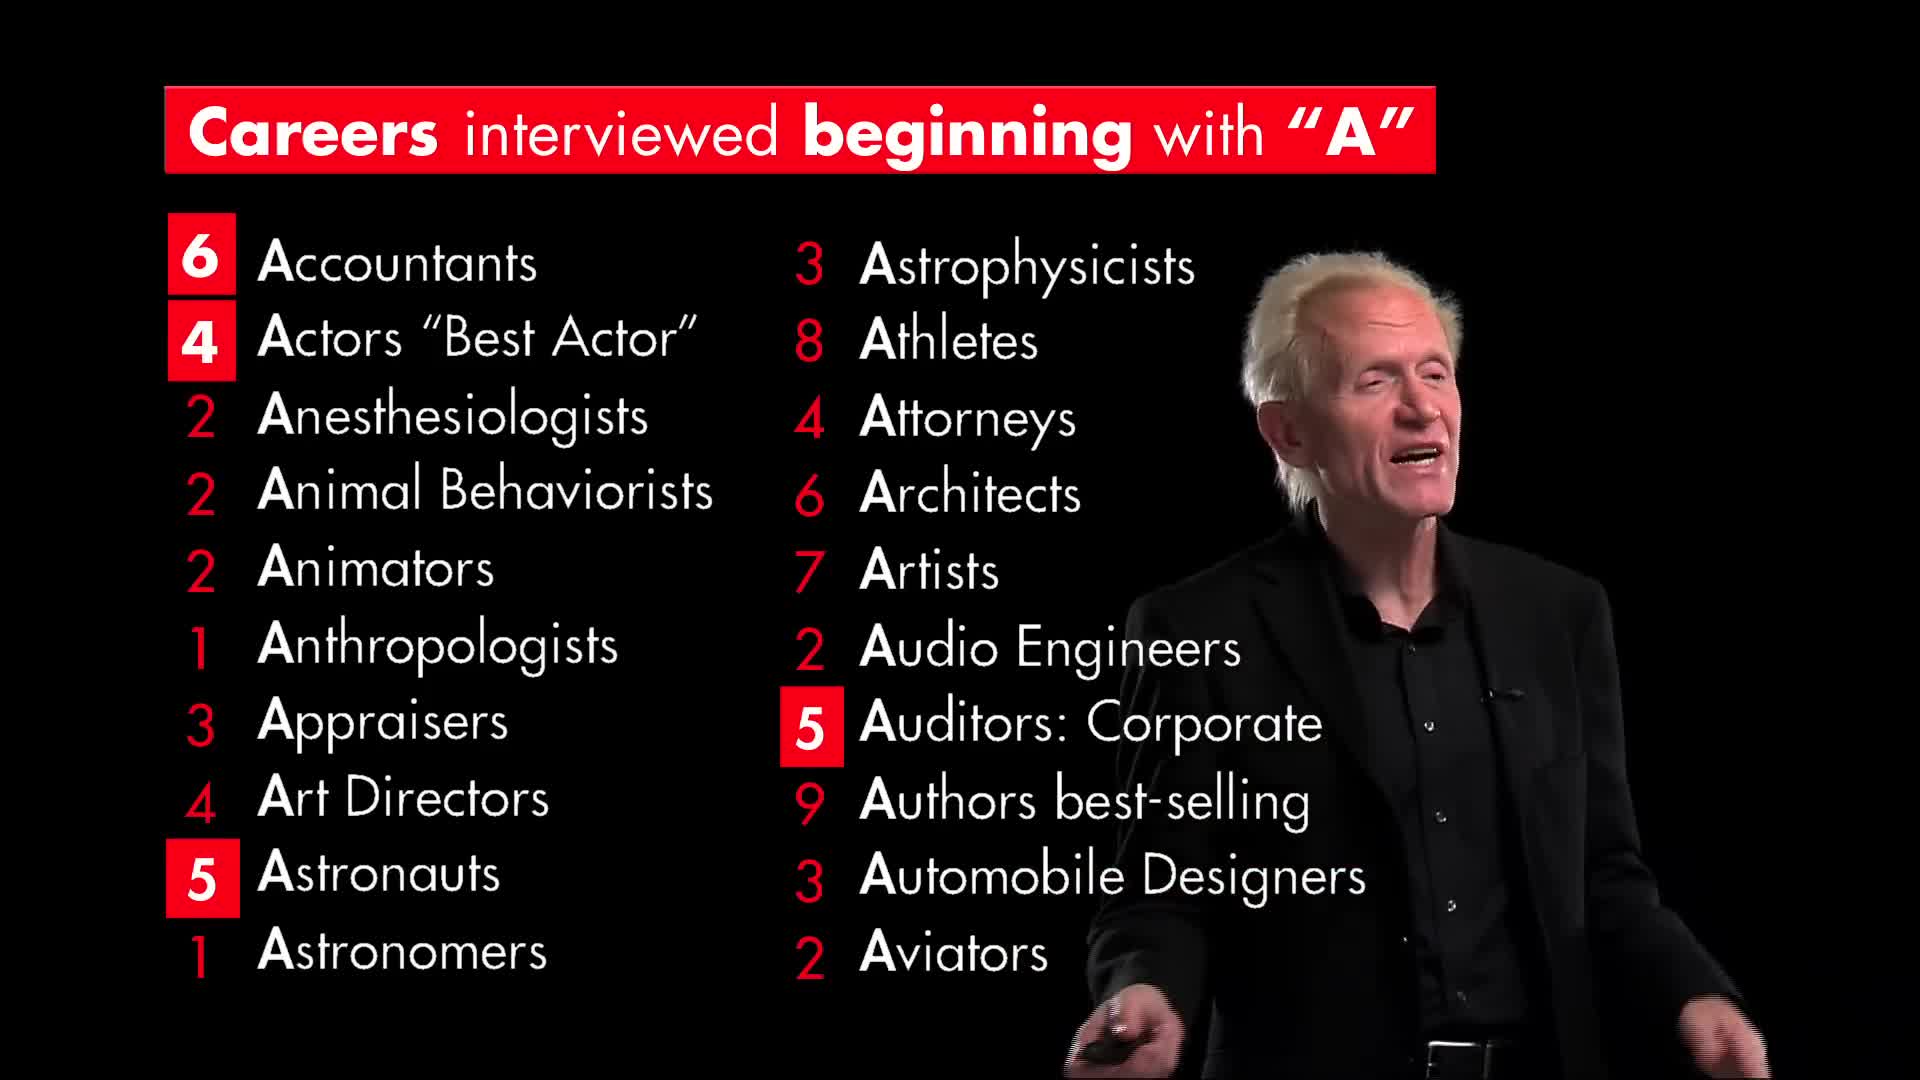 Careers interviewed beginning with “A”
6 Accountants
4 Actors “Best Actor”
2 Anesthesiologists
2 Animal Behaviorists
2 Animators
1 Anthropologists
3 Appraisers
4 Art Directors
5 Astronauts
1 Astronomers
3 Astrophysicists
8 Athletes
4 Attorneys
6 Architects
7 Artists
2 Audio Engineers
5 Auditors: Corporate
9 Authors best-selling
3 Automobile Designers
2 Aviators